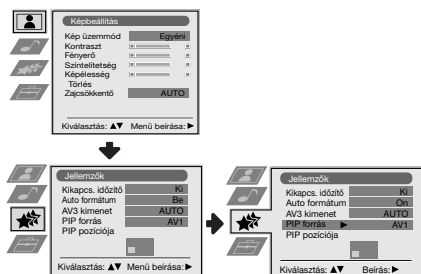 Képbeállítás
Kép üzemmód Egyéni
Kontraszt
Fényerő
Színtelítetség
Képélesség
Törlés
Zajcsökkentő AUTO
Kiválasztás: ▲▼ Menü beírása: ►
Jellemzők
Kikapcs. időzítő Ki
Auto formátum Be
AV3 kimenet AUTO
PIP forrás AV1
PIP pozíciója
Kiválasztás: ▲▼ Menü beírása: ►
Jellemzők
Kikapcs. időzítő Ki
Auto formátum On
AV3 kimenet AUTO
PIP forrás ► AV1
PIP pozíciója
Kiválasztás: ▲▼ Beírás: ►